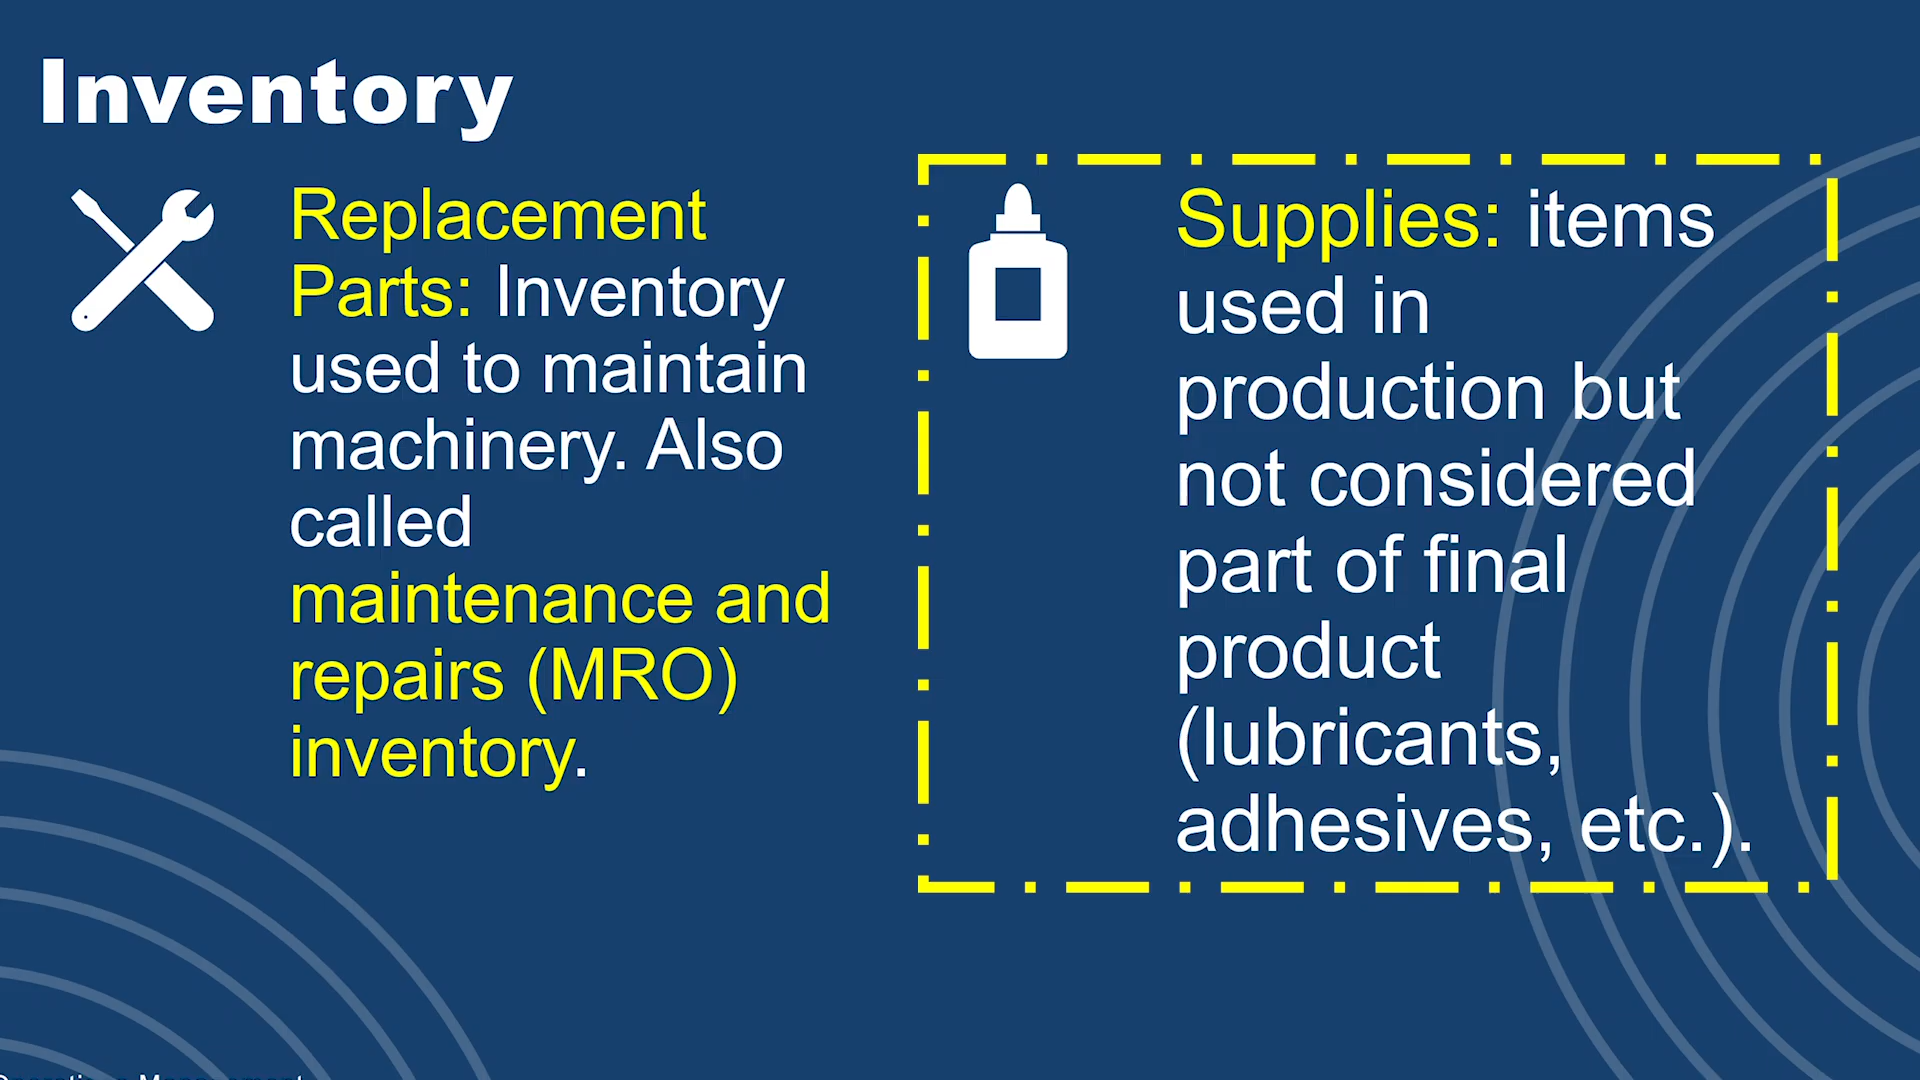 Inventory
Replacement
Parts: Inventory
used to maintain
machinery. Also
called
maintenance and
repairs (MRO)
inventory.
Supplies: items
used in
production but
not considered
part of final
product
(lubricants,
adhesives, etc.).